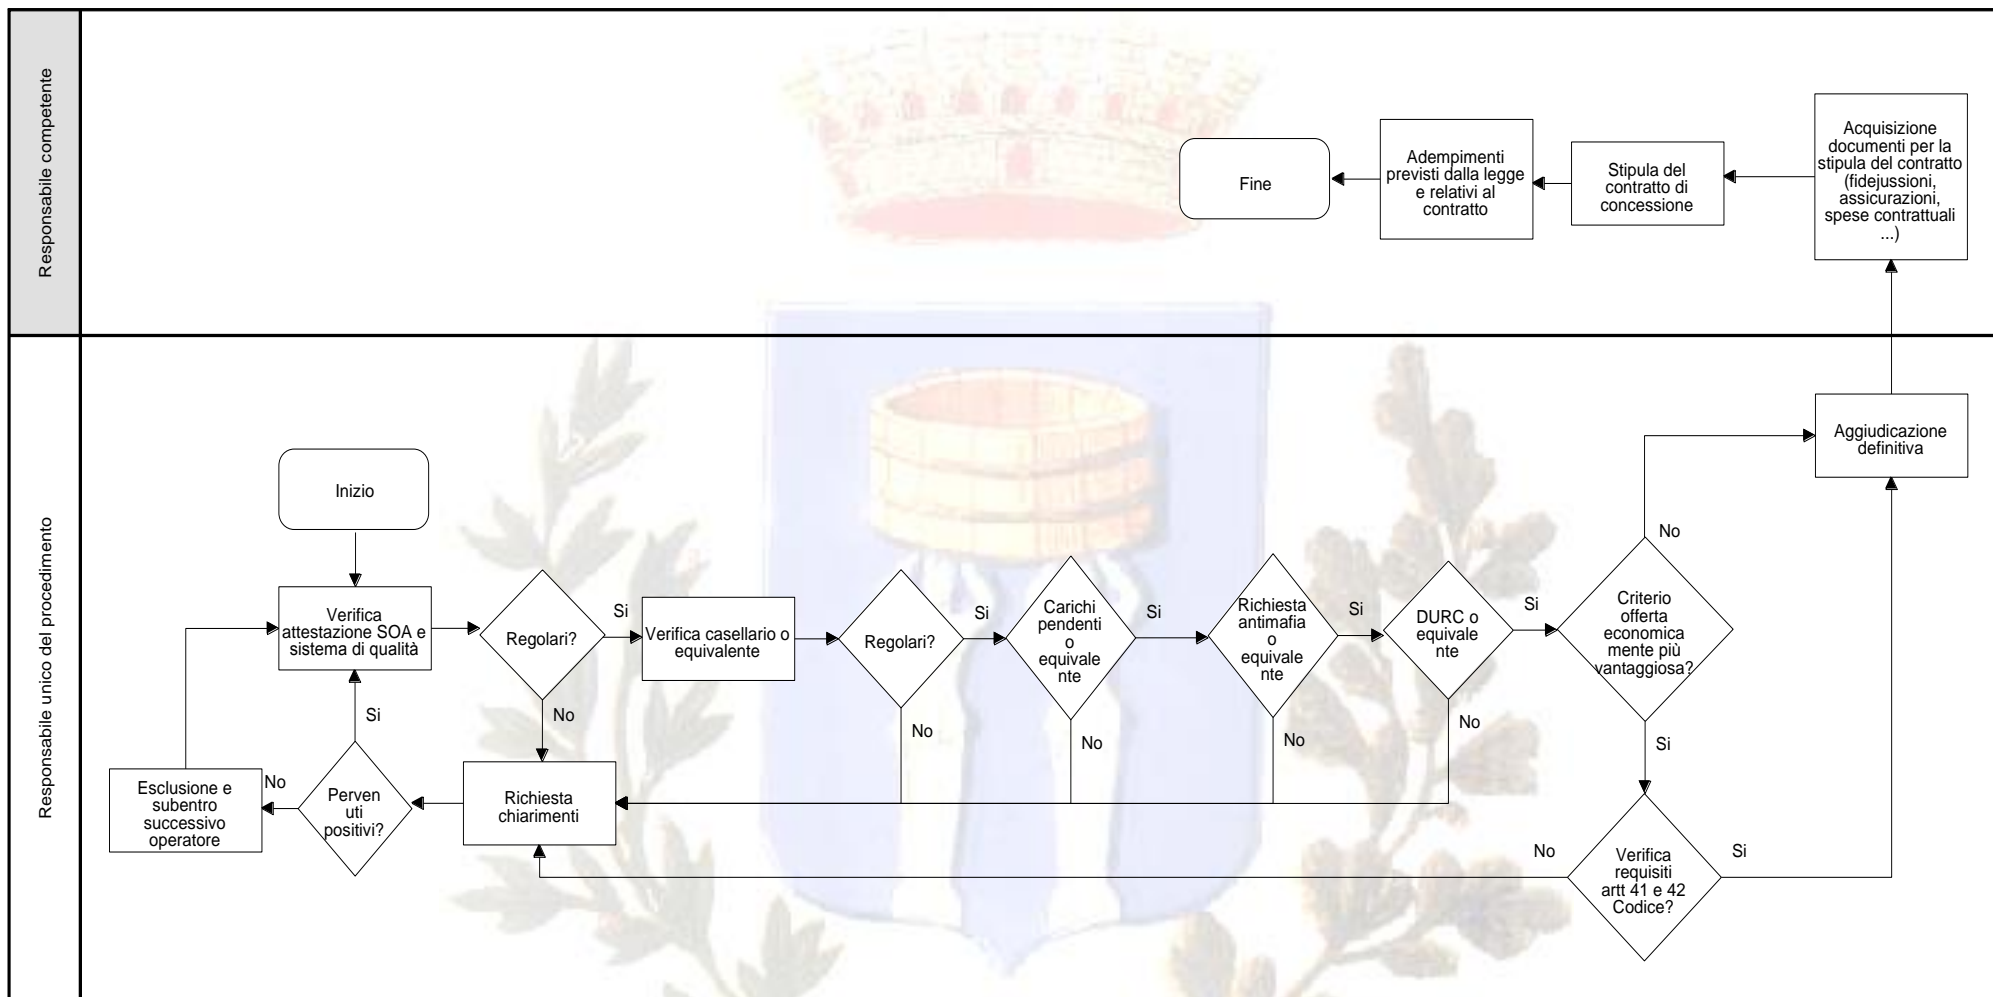 Responsabile competente
Fine
Adempimenti
previsti dalla legge
e relativi al
contratto
Stipula del
contratto di
concessione
Acquisizione
documenti per la
stipula del contratto
(fidejussioni,
assicurazioni,
spese contrattuali
...)
Responsabile unico del procedimento
Inizio
Verifica
attestazione SOA e
sistema di qualità
Regolari?
Si
No
Verifica casellario o
equivalente
Regolari?
Si
No
Carichi
pendenti
o
equivale
nte
Si
No
Richiesta
antimafia
o
equivale
nte
Si
No
DURC o
equivale
nte
Si
No
Criterio
offerta
economica
mente più
vantaggiosa?
No
Si
Aggiudicazione
definitiva
Esclusione e
subentro
successivo
operatore
No
Perven
uti
positivi?
Si
Richiesta
chiarimenti
No
Verifica
requisiti
artt 41 e 42
Codice?
Si